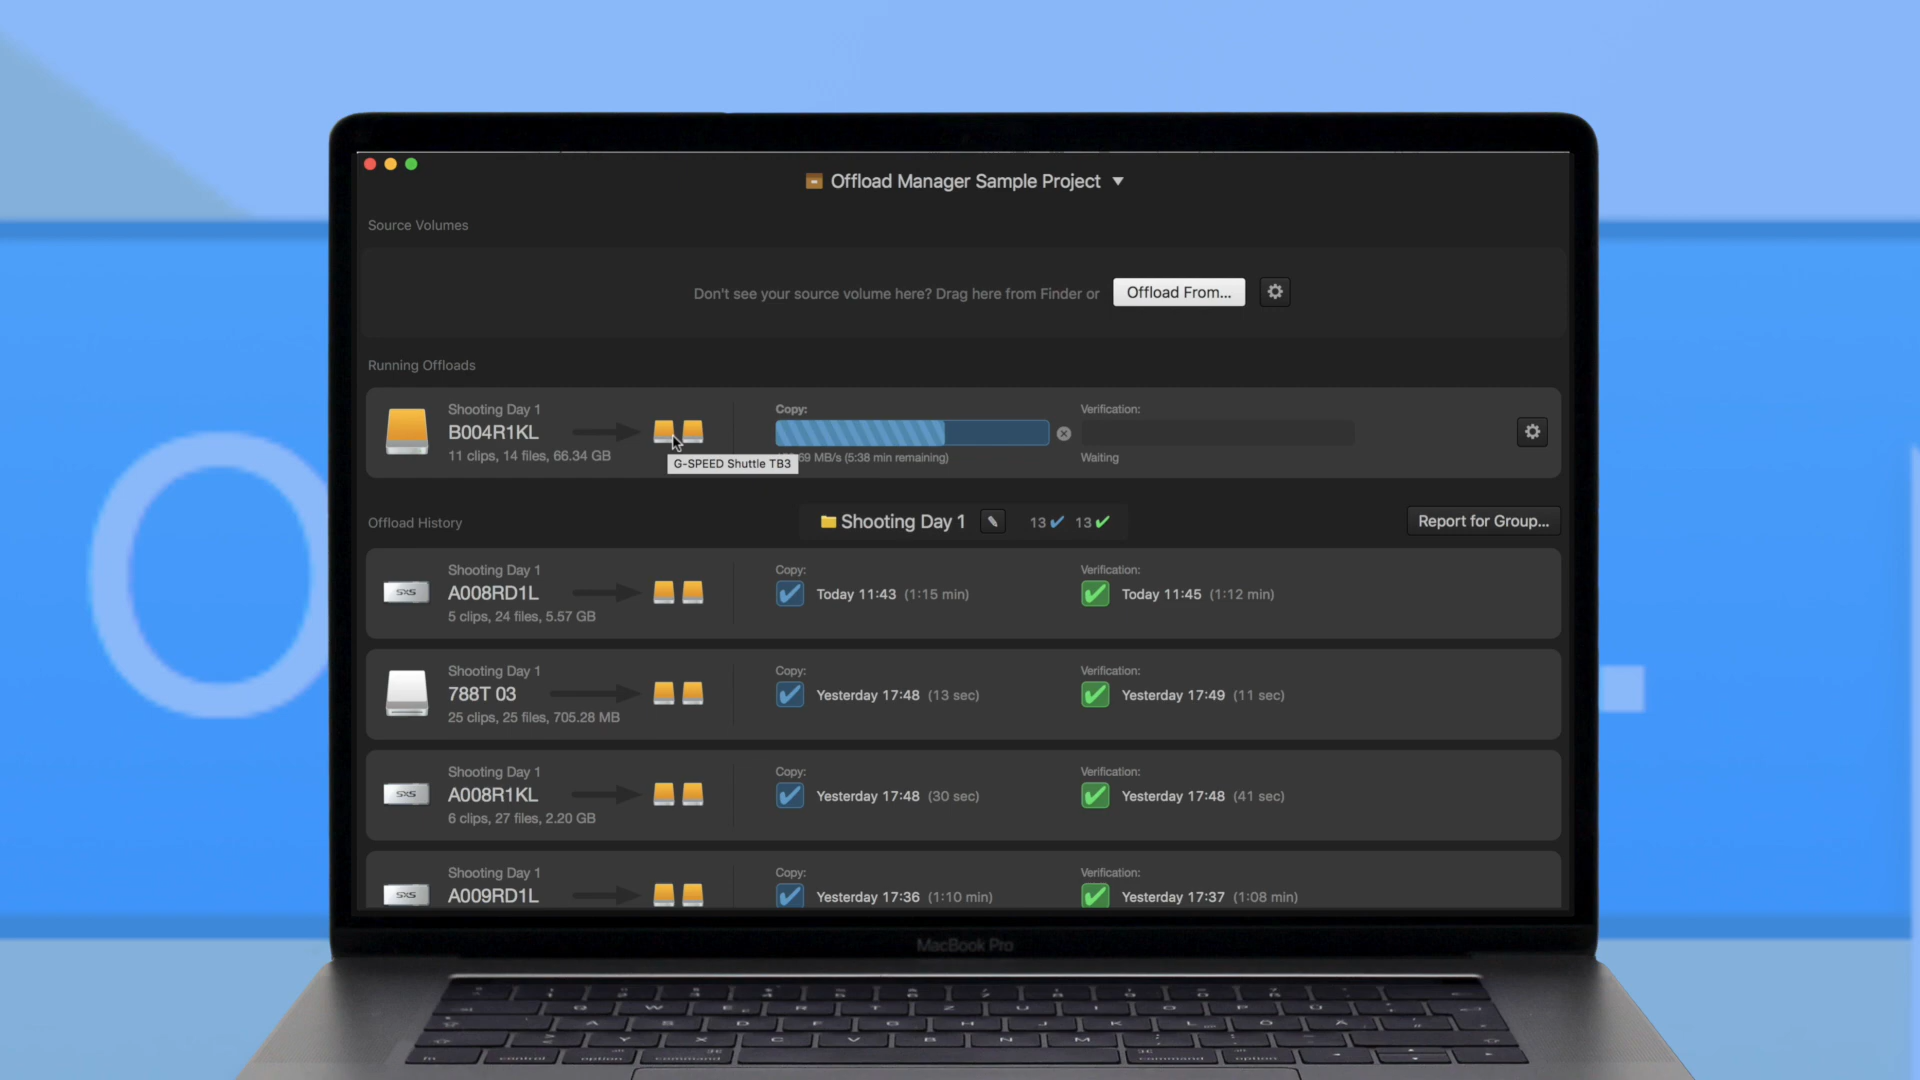 Offload Manager Sample Project
Source Volumes
Don't see your source volume here? Drag here from Finder or
Offload From...
Running Offloads
Shooting Day 1
B004R1KL
11 clips, 14 files, 66.34 GB
G-SPEED Shuttle TB3
Copy:
MB/s (5:38 min remaining)
Verification:
Waiting
Offload History
Shooting Day 1
13
13
Report for Group...
Shooting Day 1
A008RD1L
5 clips, 24 files, 5.57 GB
SxS
Copy:
Today 11:43 (1:15 min)
Verification:
Today 11:45 (1:12 min)
Shooting Day 1
788T 03
25 clips, 25 files, 705.28 MB
Copy:
Yesterday 17:48 (13 sec)
Verification:
Yesterday 17:49 (11 sec)
Shooting Day 1
A008R1KL
6 clips, 27 files, 2.20 GB
SxS
Copy:
Yesterday 17:48 (30 sec)
Verification:
Yesterday 17:48 (41 sec)
Shooting Day 1
A009RD1L
SxS
Copy:
Yesterday 17:36 (1:10 min)
Verification:
Yesterday 17:37 (1:08 min)
MacBook Pro